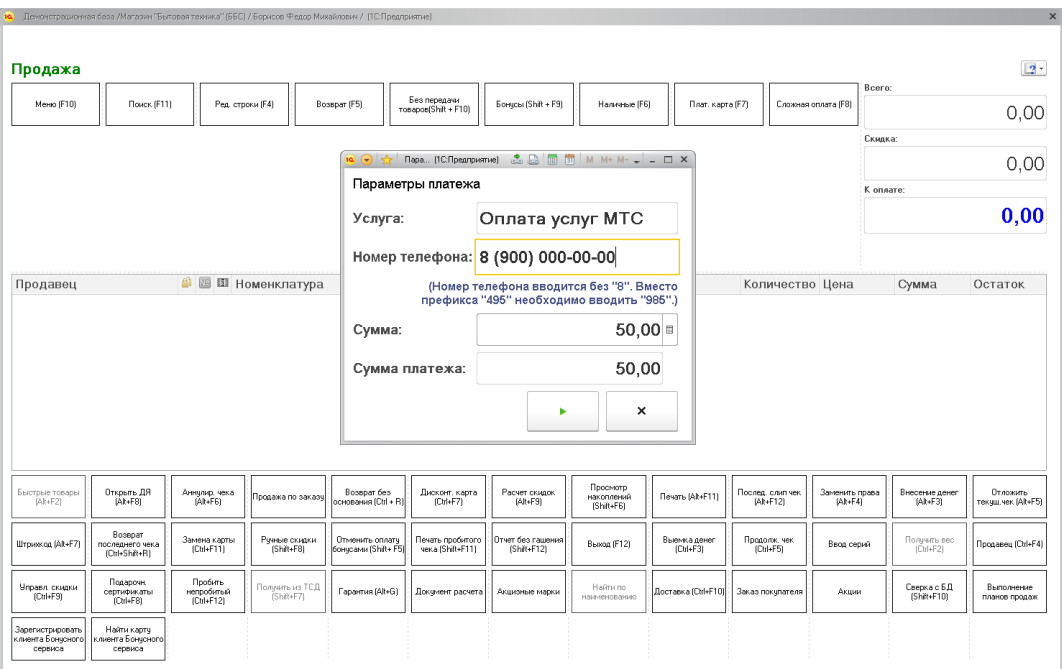 Демонстрационная база /Магазин "Бытовая техника" (ББС) / Борисов Федор Михайлович / (1С:Предприятие)
Продажа
Меню (F10)
Поиск (F11)
Ред. строки (F4)
Возврат (F5)
Без передачи
товаров(Shift + F10)
Бонусы (Shift + F9)
Наличные (F6)
Плат. карта (F7)
Сложная оплата (F8)
Всего:
0,00
Скидка:
0,00
К оплате:
0,00
Пара... (1С:Предприятие)
M M+ M-
Параметры платежа
Услуга:
Оплата услуг МТС
Номер телефона:
8 (900) 000-00-00
(Номер телефона вводится без "8". Вместо
префикса "495" необходимо вводить "985".)
Сумма:
50,00
Сумма платежа:
50,00
Продавец
Номенклатура
Количество
Цена
Сумма
Остаток
Быстрые товары
(Alt+F2)
Открыть ДЯ
(Alt+F8)
Аннулир. чека
(Alt+F6)
Продажа по заказу
Возврат без
основания (Ctrl + R)
Дисконт. карта
(Ctrl+F7)
Расчет скидок
(Alt+F9)
Просмотр
накоплений
(Shift+F6)
Печать (Alt+F11)
Послед. слип чек
(Alt+F12)
Заменить права
(Alt+F4)
Внесение денег
(Alt+F3)
Отложить
текущ. чек (Alt+F5)
Штрихкод (Alt+F7)
Возврат
последнего чека
(Ctrl+Shift+R)
Замена карты
(Ctrl+F11)
Ручные скидки
(Shift+F8)
Отменить оплату
бонусами (Shift+ F5)
Печать пробитого
чека (Shift+F11)
Отчет без гашения
(Shift+F12)
Выход (F12)
Выемка денег
(Ctrl+F3)
Продолж. чек
(Ctrl+F5)
Ввод серий
Получить вес
(Ctrl+F2)
Продавец (Ctrl+F4)
Управл. скидки
(Ctrl+F9)
Подарочн.
сертификаты
(Ctrl+F8)
Пробить
непробитый
(Ctrl+F12)
Получить из ТСД
(Shift+F7)
Гарантия (Alt+G)
Документ расчета
Акцизные марки
Найти по
наименованию
Доставка (Ctrl+F10)
Заказ покупателя
Акции
Сверка с БД
(Shift+F10)
Выполнение
планов продаж
Зарегистрировать
клиента Бонусного
сервиса
Найти карту
клиента Бонусного
сервиса